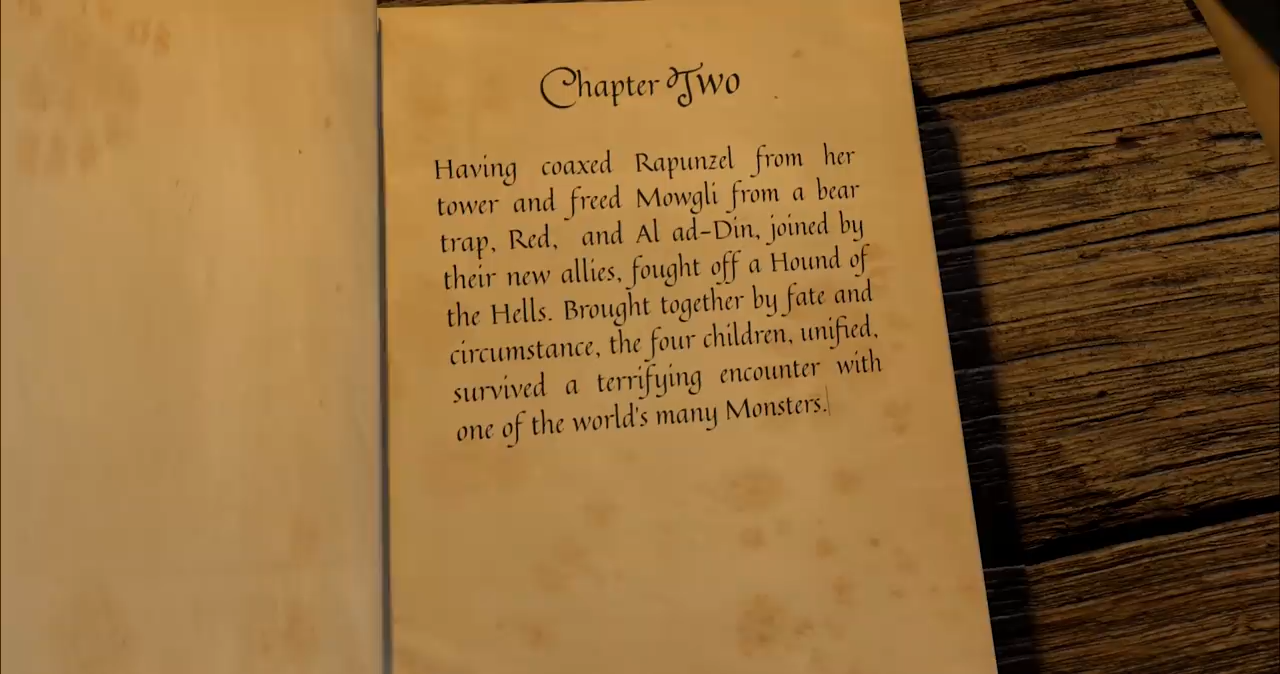 Chapter Two
Having coaxed Rapunzel from her
tower and freed Mowgli from a bear
trap, Red, and Al ad-Din, joined by
their new allies, fought off a Hound of
the Hells. Brought together by fate and
circumstance, the four children, unified,
survived a terrifying encounter with
one of the world's many Monsters.